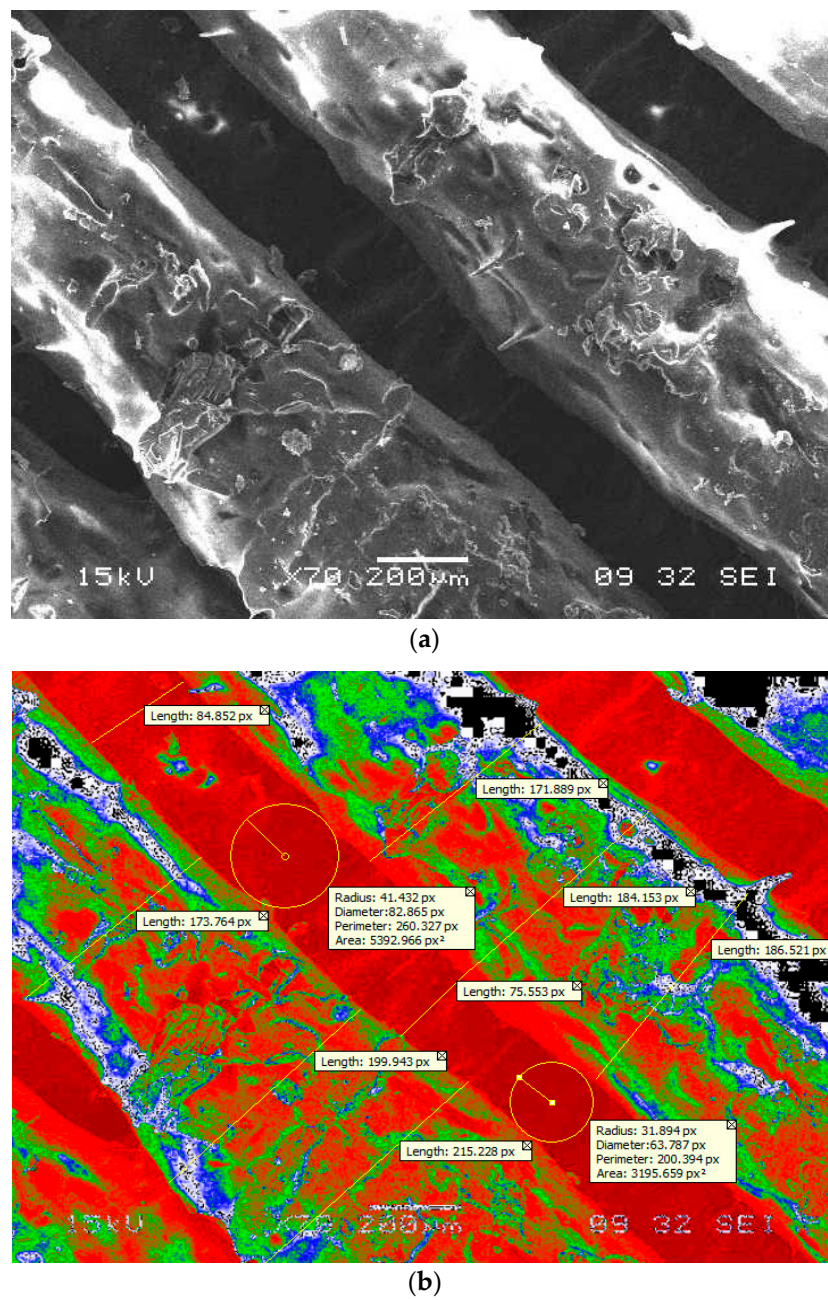 15kV X70 200µm 09 32 SEI
(a)
Length: 84.852 px
Length: 171.889 px
Radius: 41.432 px
Diameter:82.865 px
Perimeter: 260.327 px
Area: 5392.966 px²
Length: 184.153 px
Length: 173.764 px
Length: 186.521 px
Length: 75.553 px
Length: 199.943 px
Radius: 31.894 px
Diameter:63.787 px
Perimeter: 200.394 px
Area: 3195.659 px²
Length: 215.228 px
15kV X70 200µm 09 32 SEI
(b)